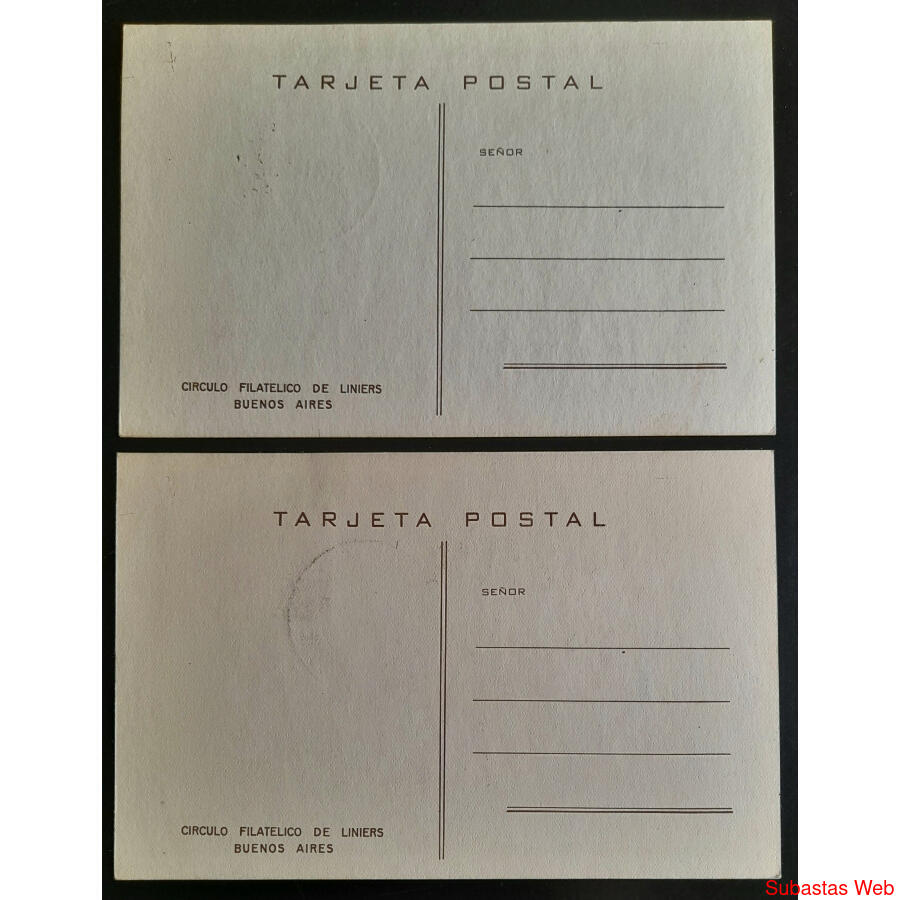 TARJETA POSTAL
SEÑOR
CIRCULO FILATELICO DE LINIERS
BUENOS AIRES
TARJETA POSTAL
SEÑOR
CIRCULO FILATELICO DE LINIERS
BUENOS AIRES
Subastas Web